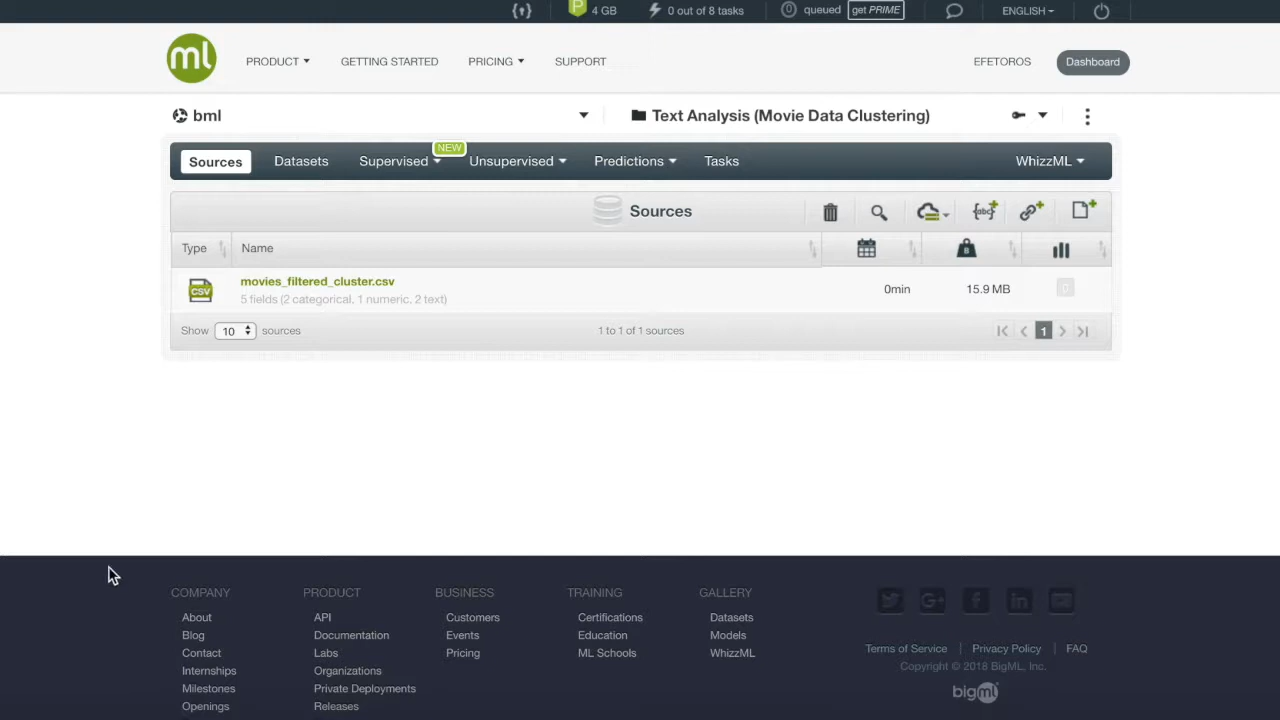 P 4 GB 0 out of 8 tasks 0 queued get PRIME ENGLISH
ml PRODUCT GETTING STARTED PRICING SUPPORT EFETOROS Dashboard
bml Text Analysis (Movie Data Clustering)
Sources Datasets Supervised NEW Unsupervised Predictions Tasks WhizzML
Sources
Type Name
CSV movies_filtered_cluster.csv 0min 15.9 MB 0
5 fields (2 categorical, 1 numeric, 2 text)
Show 10 sources 1 to 1 of 1 sources 1
COMPANY PRODUCT BUSINESS TRAINING GALLERY
About API Customers Certifications Datasets
Blog Documentation Events Education Models
Contact Labs Pricing ML Schools WhizzML
Terms of Service | Privacy Policy | FAQ
Internships Organizations
Copyright © 2018 BigML, Inc.
Milestones Private Deployments
bigml
Openings Releases